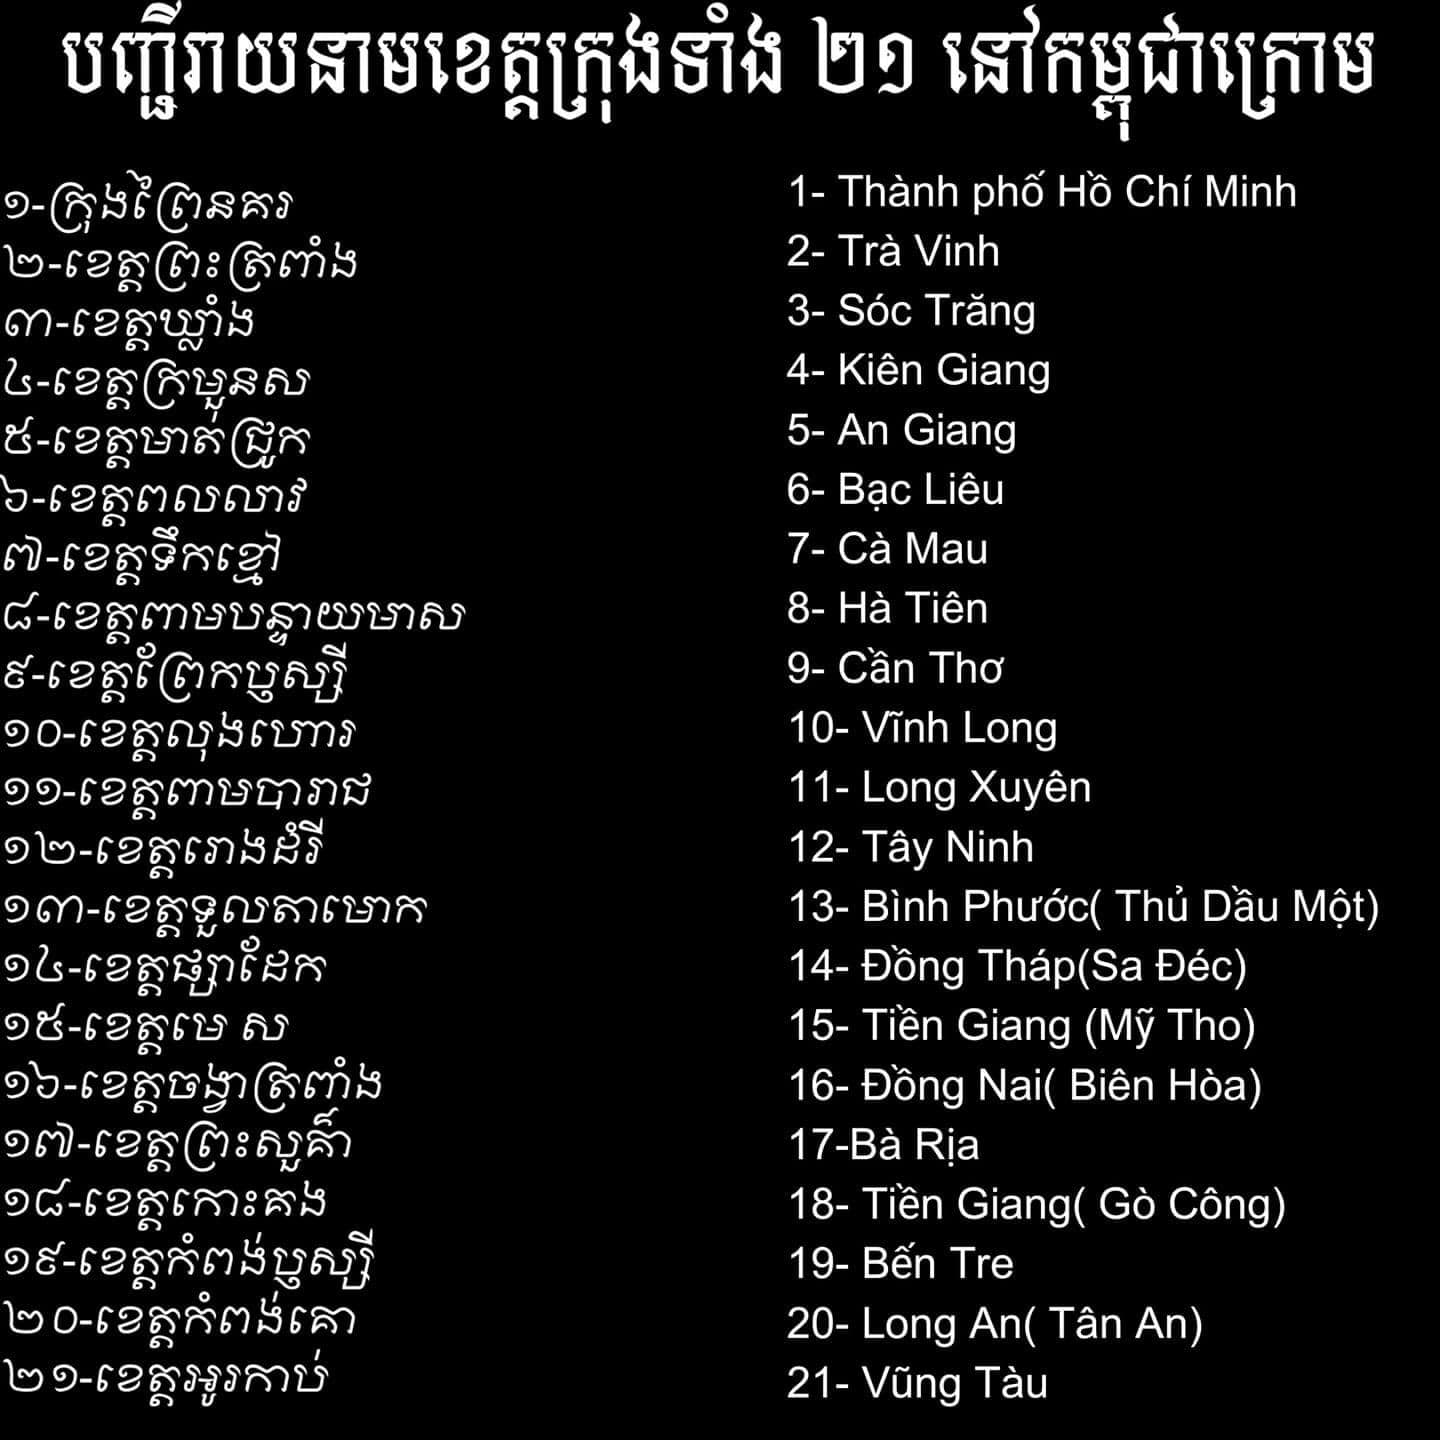 បញ្ជីរាយនាមខេត្តក្រុងទាំង ២១ នៅកម្ពុជាក្រោម
១-ក្រុងព្រៃនគរ
២-ខេត្តព្រះត្រពាំង
៣-ខេត្តឃ្លាំង
៤-ខេត្តក្រមួនស
៥-ខេត្តមាត់ជ្រូក
៦-ខេត្តពលលាវ
៧-ខេត្តទឹកខ្មៅ
៨-ខេត្តពាមបន្ទាយមាស
៩-ខេត្តព្រែកឫស្សី
១០-ខេត្តលុងហោរ
១១-ខេត្តពាមបារាជ
១២-ខេត្តរោងដំរី
១៣-ខេត្តទួលតាមោក
១៤-ខេត្តផ្សាដែក
១៥-ខេត្តមេ ស
១៦-ខេត្តចង្វាត្រពាំង
១៧-ខេត្តព្រះសួគ៌ា
១៨-ខេត្តកោះគង
១៩-ខេត្តកំពង់ឫស្សី
២០-ខេត្តកំពង់គោ
២១-ខេត្តអូរកាប់
1- Thành phố Hồ Chí Minh
2- Trà Vinh
3- Sóc Trăng
4- Kiên Giang
5- An Giang
6- Bạc Liêu
7- Cà Mau
8- Hà Tiên
9- Cần Thơ
10- Vĩnh Long
11- Long Xuyên
12- Tây Ninh
13- Bình Phước( Thủ Dầu Một)
14- Đồng Tháp(Sa Đéc)
15- Tiền Giang (Mỹ Tho)
16- Đồng Nai( Biên Hòa)
17-Bà Rịa
18- Tiền Giang( Gò Công)
19- Bến Tre
20- Long An( Tân An)
21- Vũng Tàu